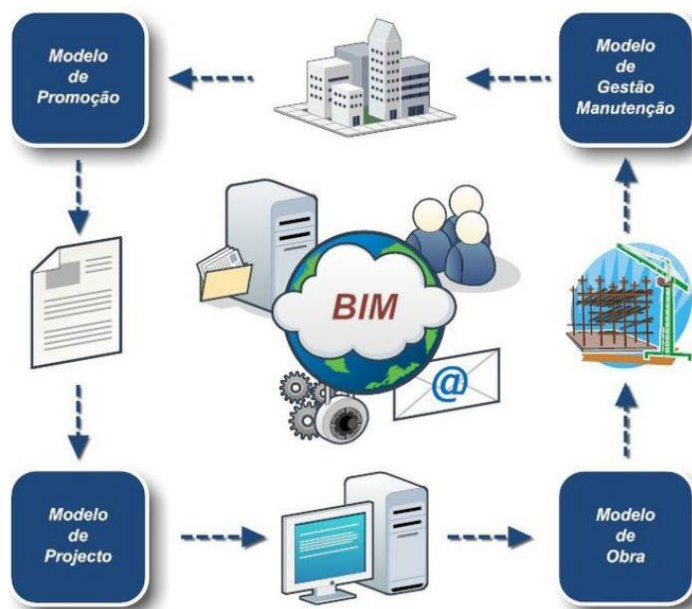 Modelo
de
Promoção
Modelo
de
Gestão
Manutenção
BIM
@
Modelo
de
Projecto
Modelo
de
Obra